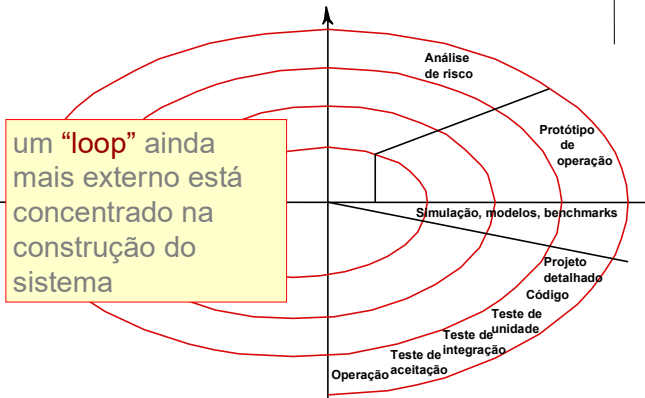 Análise
de risco
um “loop” ainda
mais externo está
concentrado na
construção do
sistema
Protótipo
de
operação
Simulação, modelos, benchmarks
Projeto
detalhado
Código
Teste de
unidade
Teste de
integração
Teste de
aceitação
Operação